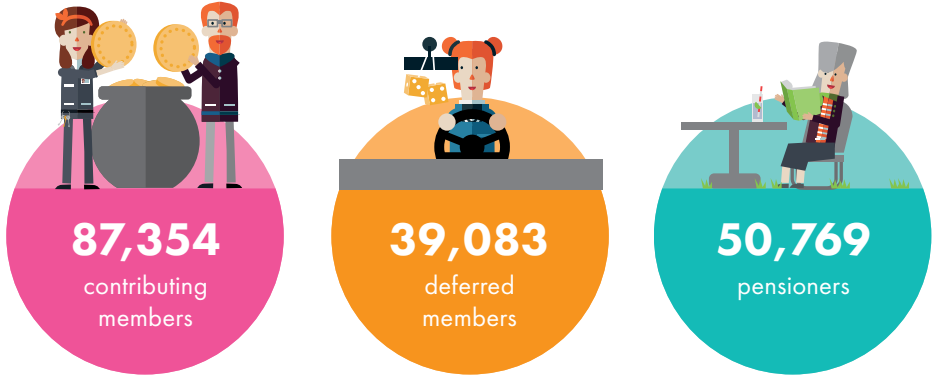 87,354
contributing
members
39,083
deferred
members
50,769
pensioners